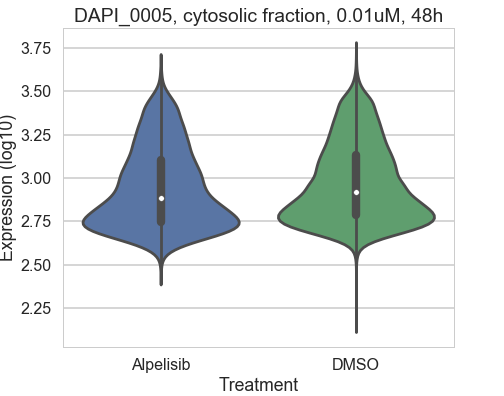 DAPI_0005, cytosolic fraction, 0.01uM, 48h
Expression (log10)
3.75
3.50
3.25
3.00
2.75
2.50
2.25
Alpelisib
DMSO
Treatment